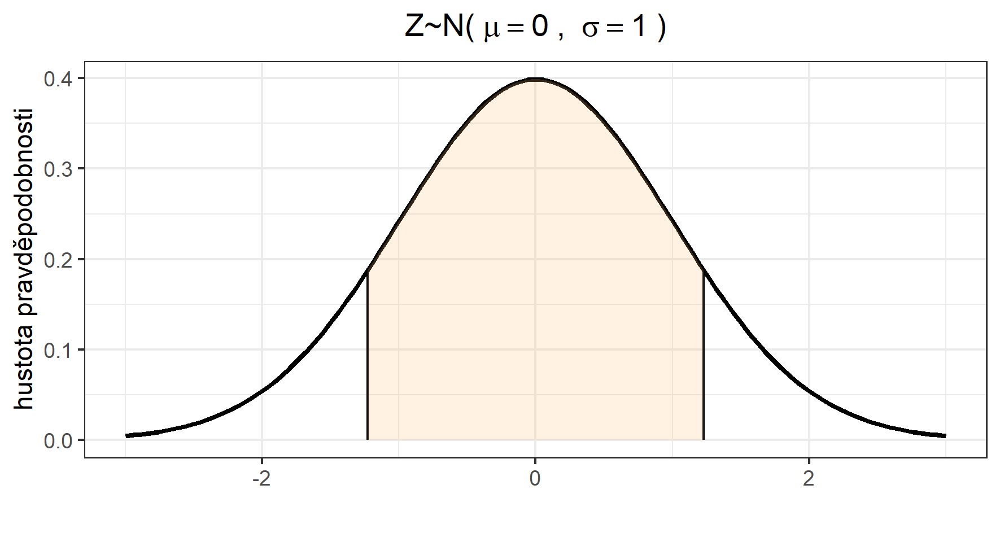 Z~N( μ = 0 ,  σ = 1 )
hustota pravděpodobnosti
0.4
0.3
0.2
0.1
0.0
-2 0 2